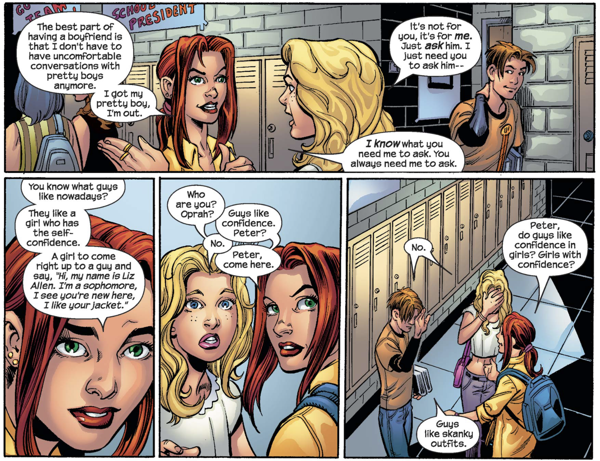 GO
TEAM!
SCHOOL
PRESIDENT
The best part of
having a boyfriend is
that I don't have to
have uncomfortable
conversations with
pretty boys
anymore.
I got my
pretty boy,
I'm out.
It's not for
you, it's for me.
Just ask him. I
just need you
to ask him--
I know what you
need me to ask. You
always need me to ask.
You know what guys
like nowadays?
They like a
girl who has
the self-
confidence.
A girl to come
right up to a guy and
say, "Hi, my name is Liz
Allen. I'm a sophomore,
I see you're new here,
I like your jacket."
Who
are you?
Oprah?
Guys like
confidence.
Peter?
No.
Peter,
come here.
Peter,
do guys like
confidence in
girls? Girls with
confidence?
No.
Guys
like skanky
outfits.